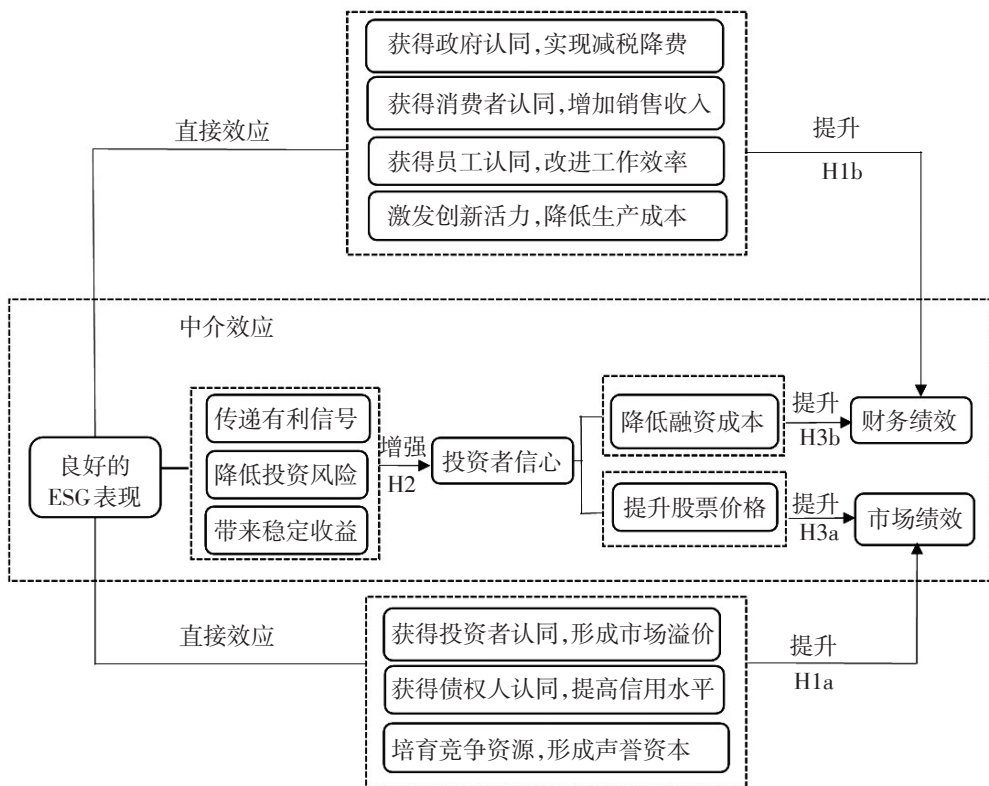 获得政府认同,实现减税降费
获得消费者认同,增加销售收入
直接效应
提升
获得员工认同,改进工作效率
H1b
激发创新活力,降低生产成本
中介效应
传递有利信号
降低融资成本
提升
H3b
财务绩效
良好的
ESG表现
降低投资风险
增强
H2
投资者信心
带来稳定收益
提升股票价格
提升
H3a
市场绩效
直接效应
获得投资者认同,形成市场溢价
提升
H1a
获得债权人认同,提高信用水平
培育竞争资源,形成声誉资本